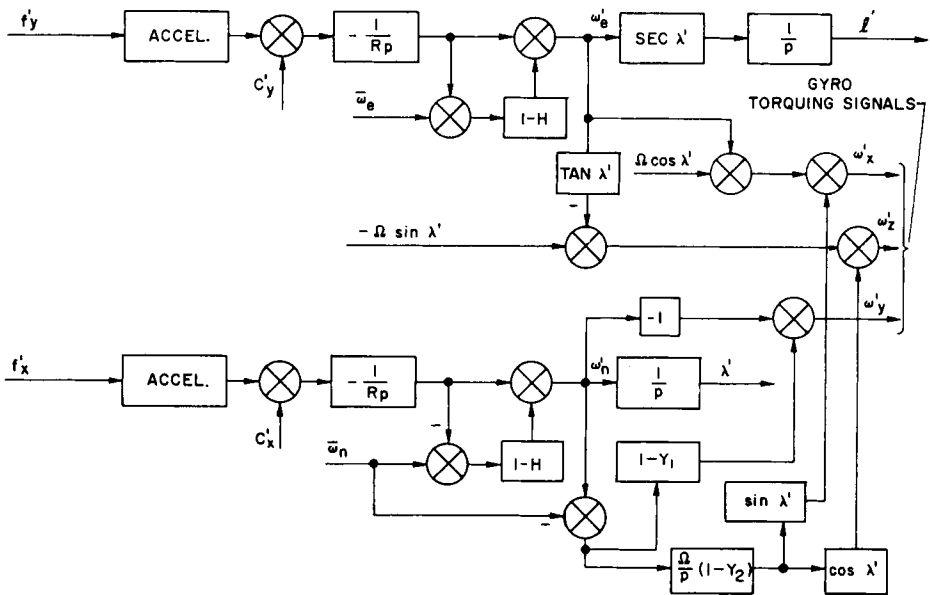 f'y
ACCEL.
C'y
- 1/Rp
ω'e
SEC λ'
1/p
l'
ω̄e
1-H
GYRO
TORQUING SIGNALS
TAN λ'
Ω cos λ'
ω'x
-
- Ω sin λ'
ω'z
-1
ω'y
f'x
ACCEL.
C'x
- 1/Rp
ω'n
1/p
λ'
-
ω̄n
1-H
1-Y1
-
sin λ'
Ω/p (1-Y2)
cos λ'